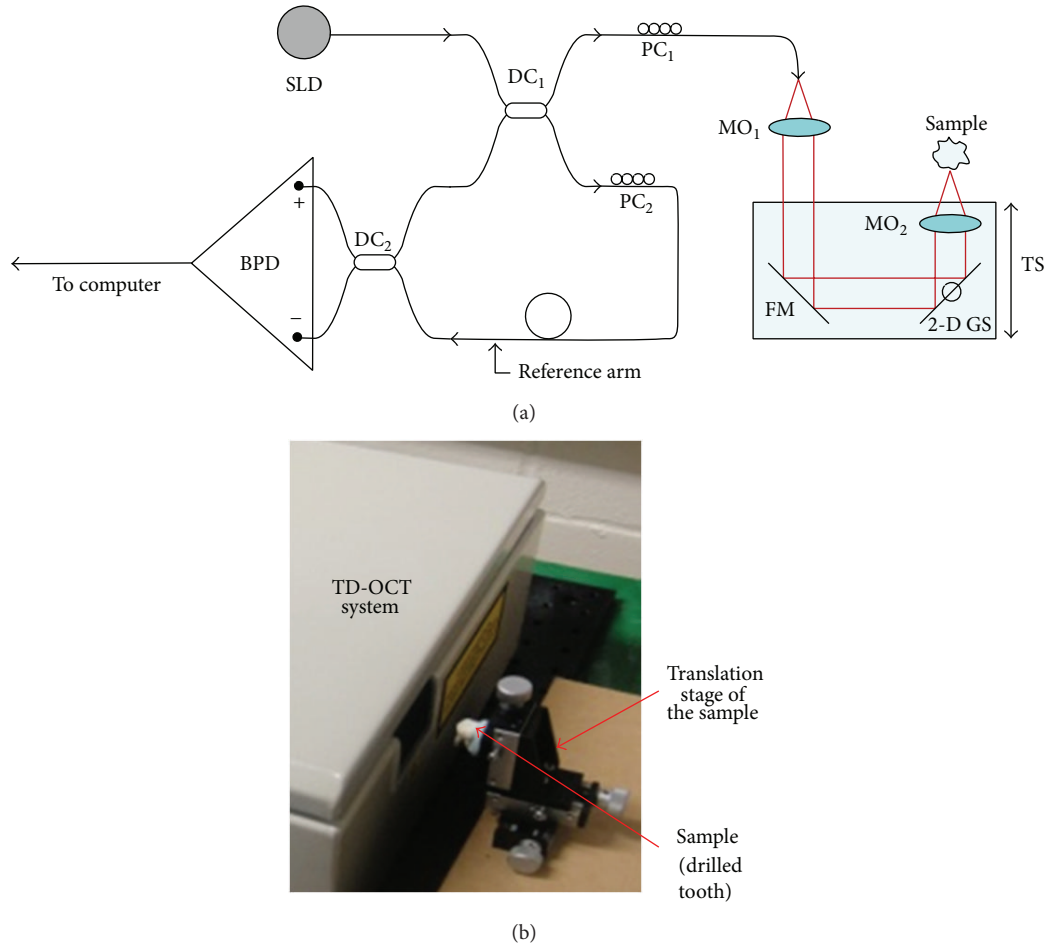 SLD
DC1
PC1
MO1
Sample
PC2
MO2
TS
DC2
+
BPD
−
To computer
FM
2-D GS
Reference arm
(a)
TD-OCT
system
Translation
stage of
the sample
Sample
(drilled
tooth)
(b)